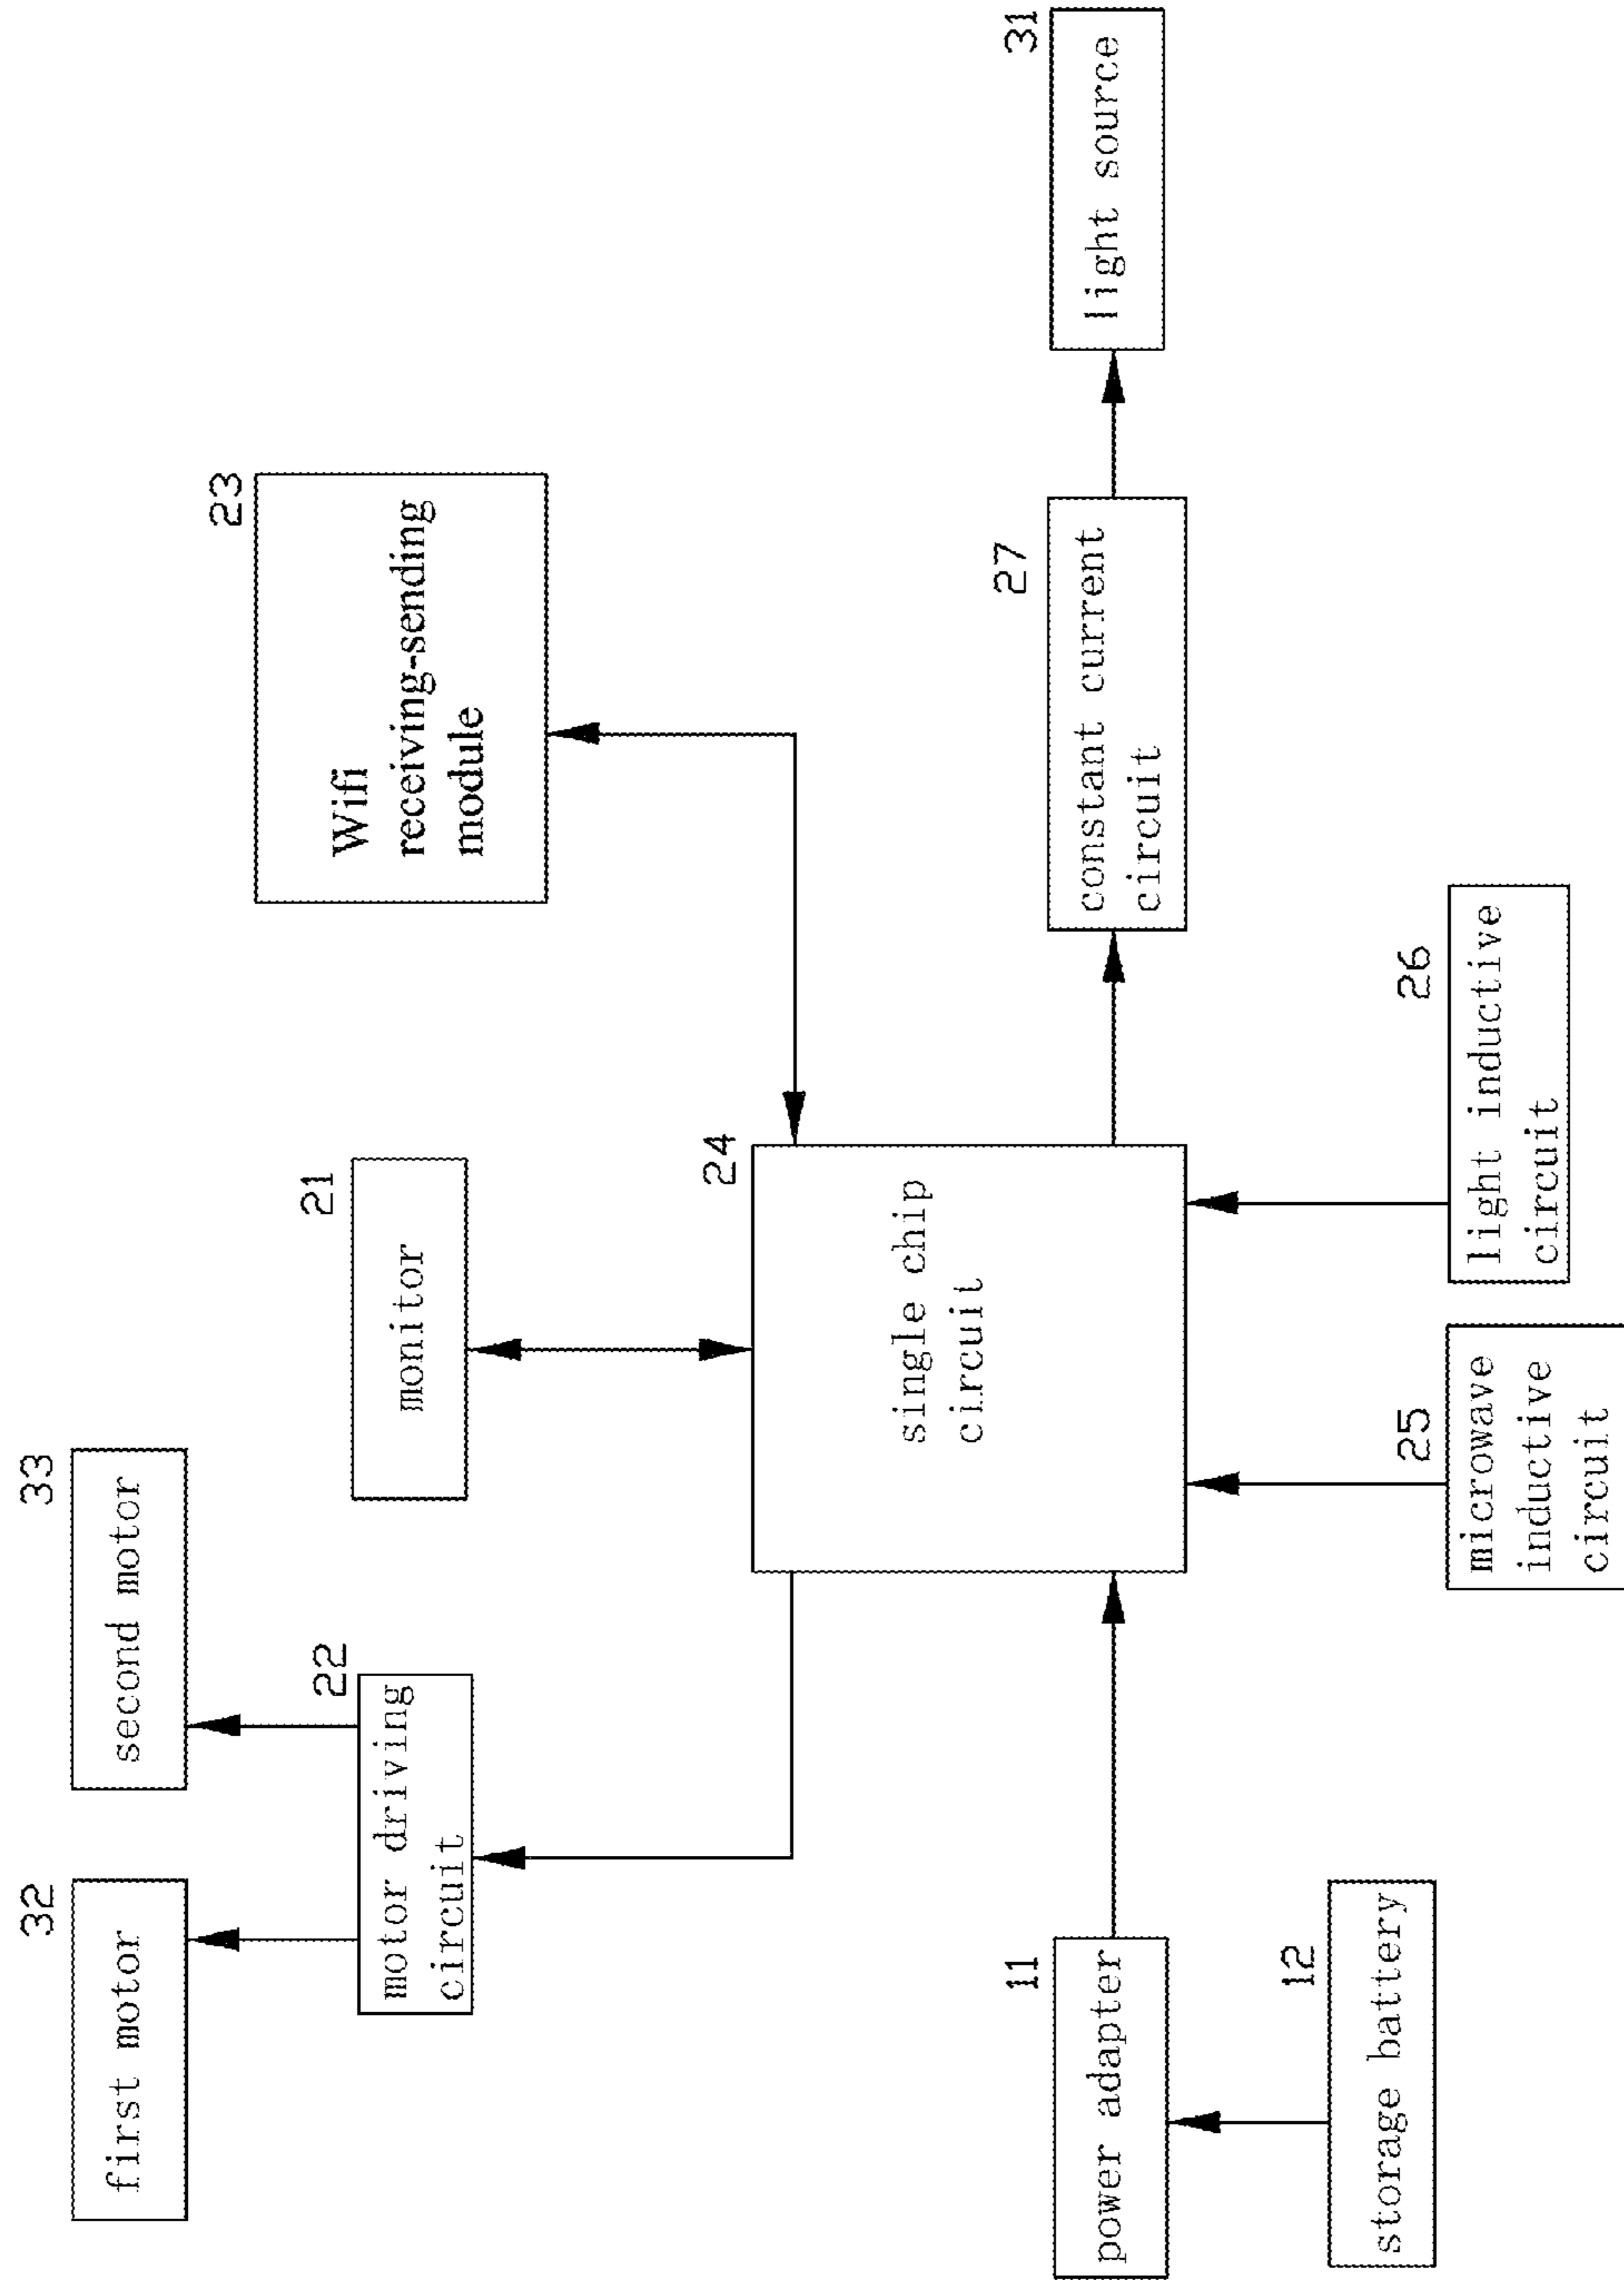 32
first motor
33
second motor
22
motor driving
circuit
21
monitor
23
Wifi
receiving-sending
module
24
single chip
circuit
11
power adapter
12
storage battery
27
constant current
circuit
31
light source
25
microwave
inductive
circuit
26
light inductive
circuit